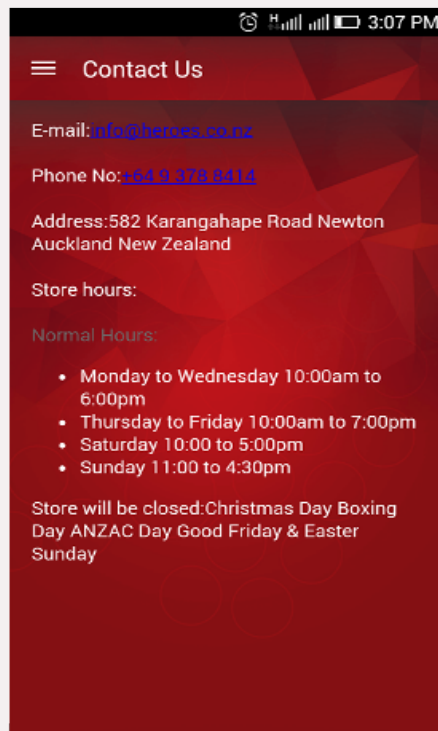 H 3:07 PM
Contact Us
E-mail:info@heroes.co.nz
Phone No:+64 9 378 8414
Address:582 Karangahape Road Newton
Auckland New Zealand
Store hours:
Normal Hours:
• Monday to Wednesday 10:00am to
6:00pm
• Thursday to Friday 10:00am to 7:00pm
• Saturday 10:00 to 5:00pm
• Sunday 11:00 to 4:30pm
Store will be closed:Christmas Day Boxing
Day ANZAC Day Good Friday & Easter
Sunday